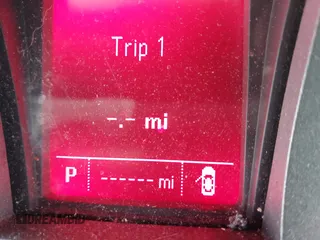 Trip 1
-.- mi
P ------ mi